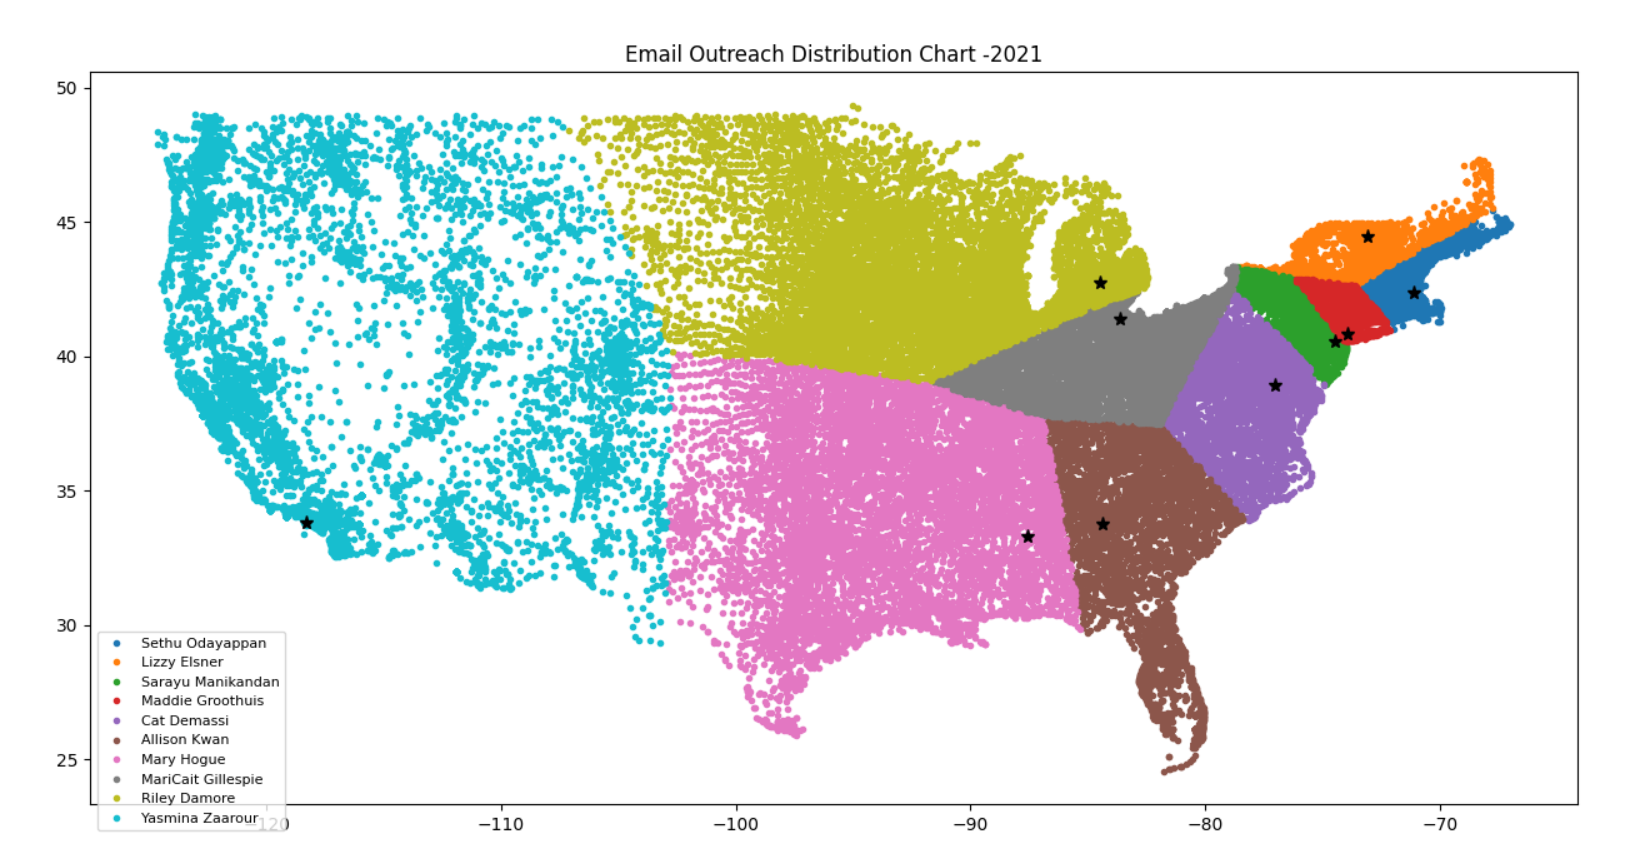 Email Outreach Distribution Chart -2021
50
45
40
35
30
25
Sethu Odayappan
Lizzy Elsner
Sarayu Manikandan
Maddie Groothuis
Cat Demassi
Allison Kwan
Mary Hogue
MariCait Gillespie
Riley Damore
Yasmina Zaarour
−120 −110 −100 −90 −80 −70